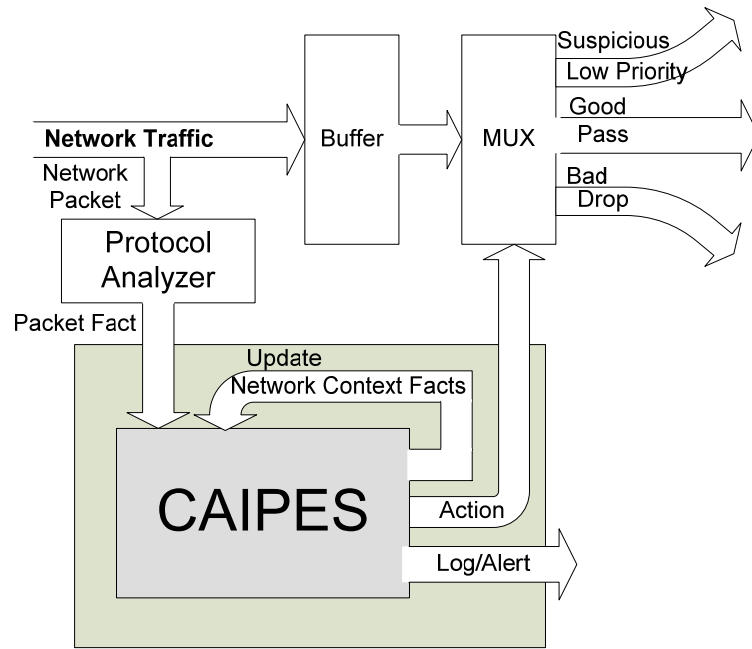 Suspicious
Low Priority
Good
Pass
Bad
Drop
Network Traffic
Buffer
MUX
Network
Packet
Protocol
Analyzer
Packet Fact
Update
Network Context Facts
CAIPES
Action
Log/Alert